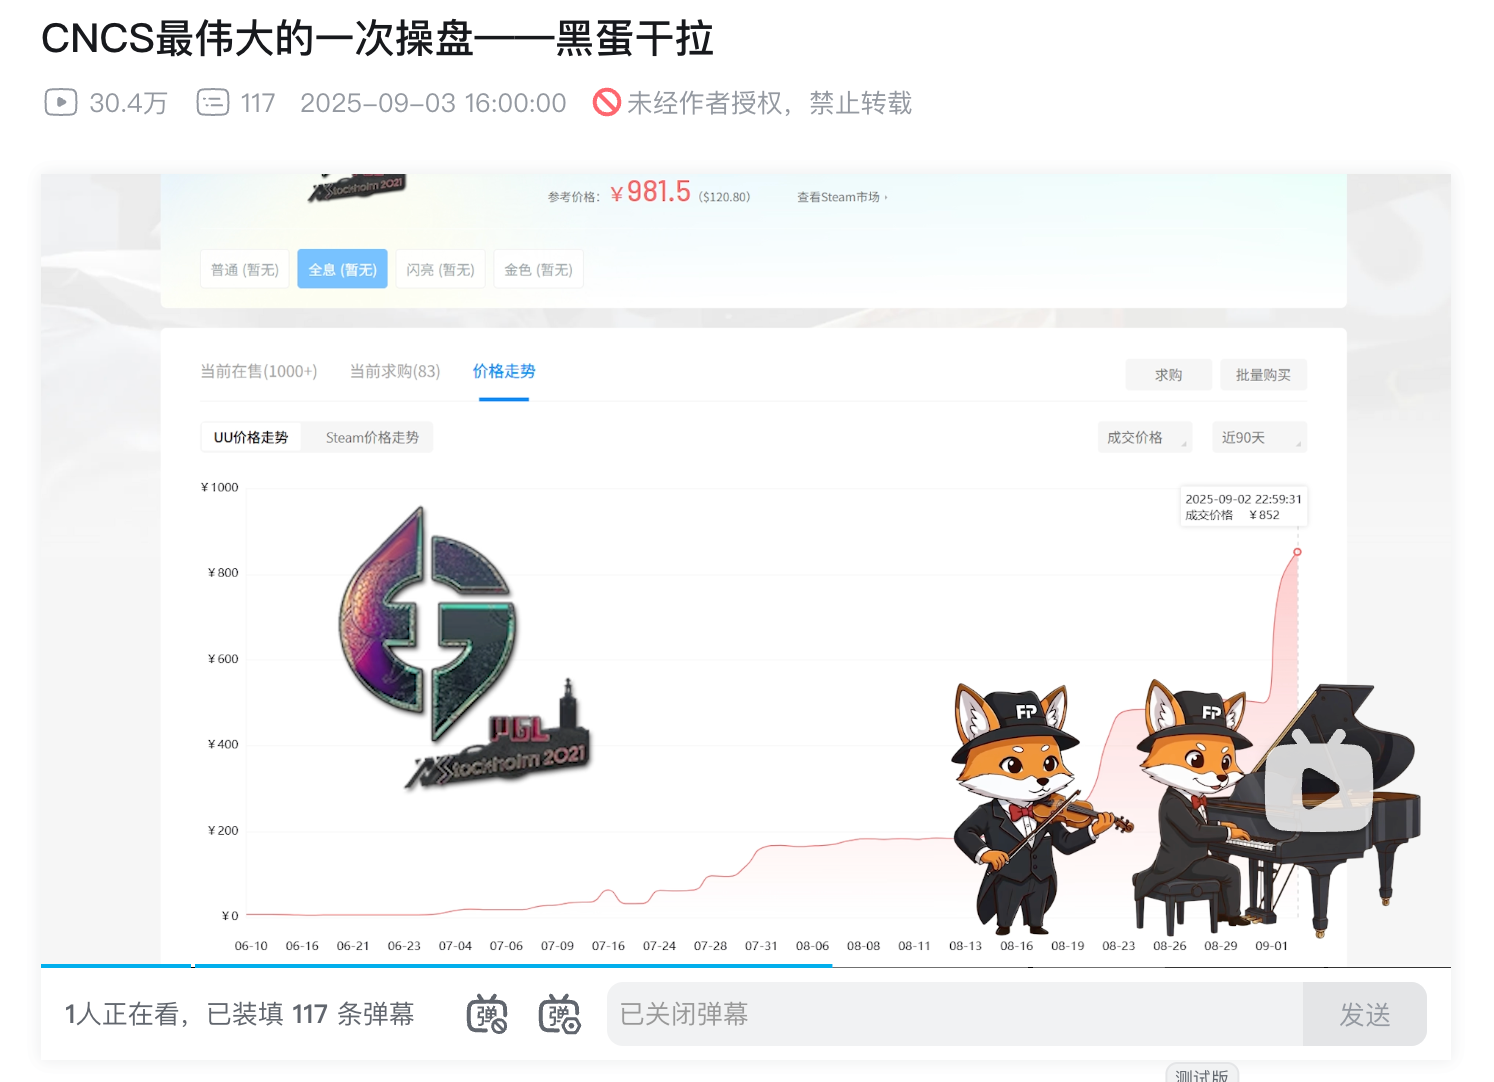 CNCS最伟大的一次操盘——黑蛋干拉
30.4万 117 2025-09-03 16:00:00 未经作者授权，禁止转载
Stockholm 2021
参考价格： ￥981.5 ($120.80) 查看Steam市场 ›
普通 (暂无) 全息 (暂无) 闪亮 (暂无) 金色 (暂无)
当前在售(1000+) 当前求购(83) 价格走势 求购 批量购买
UU价格走势 Steam价格走势 成交价格 近90天
￥1000
2025-09-02 22:59:31
成交价格 ￥852
￥800
￥600
FP FP
PGL
Stockholm 2021
￥400
￥200
￥0
06-10 06-16 06-21 06-23 07-04 07-06 07-09 07-16 07-24 07-28 07-31 08-06 08-08 08-11 08-13 08-16 08-19 08-23 08-26 08-29 09-01
1人正在看，已装填 117 条弹幕 弹 弹 已关闭弹幕 发送
测试版